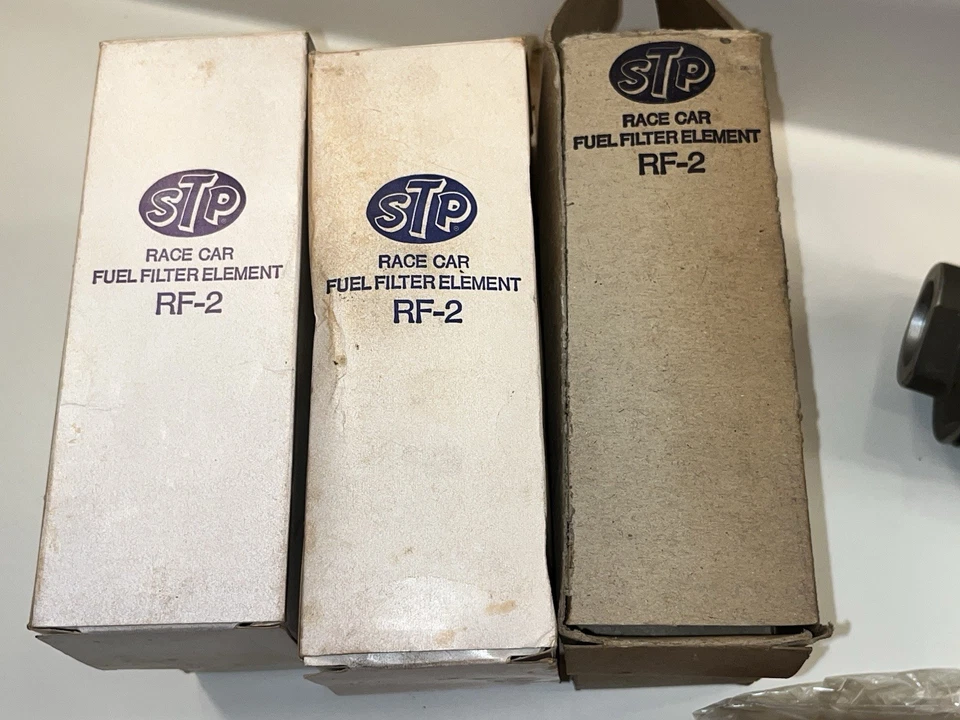 STP
RACE CAR
FUEL FILTER ELEMENT
RF-2
STP
RACE CAR
FUEL FILTER ELEMENT
RF-2
STP
RACE CAR
FUEL FILTER ELEMENT
RF-2